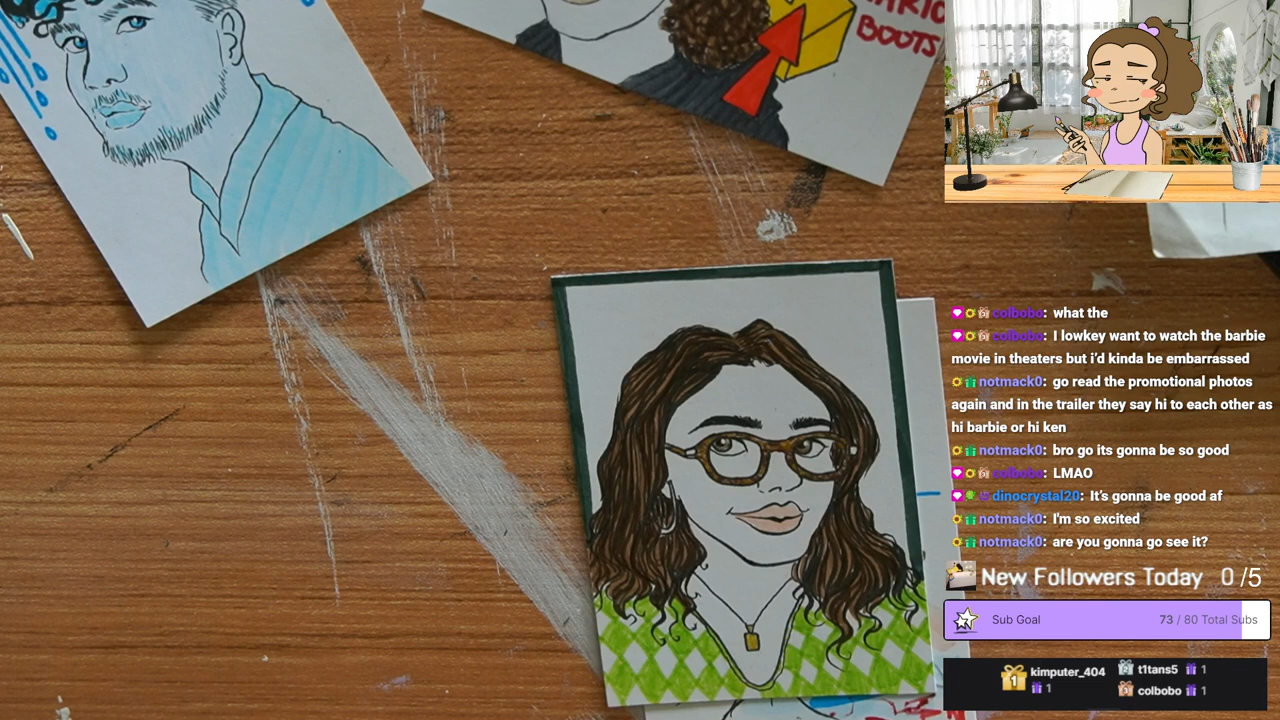 BOOTS
colbobo: what the
colbobo: I lowkey want to watch the barbie
movie in theaters but i'd kinda be embarrassed
notmack0: go read the promotional photos
again and in the trailer they say hi to each other as
hi barbie or hi ken
notmack0: bro go its gonna be so good
colbobo: LMAO
dinocrystal20: It's gonna be good af
notmack0: I'm so excited
notmack0: are you gonna go see it?
New Followers Today 0 /5
Sub Goal 73 / 80 Total Subs
1 kimputer_404 1
t1tans5 1
colbobo 1